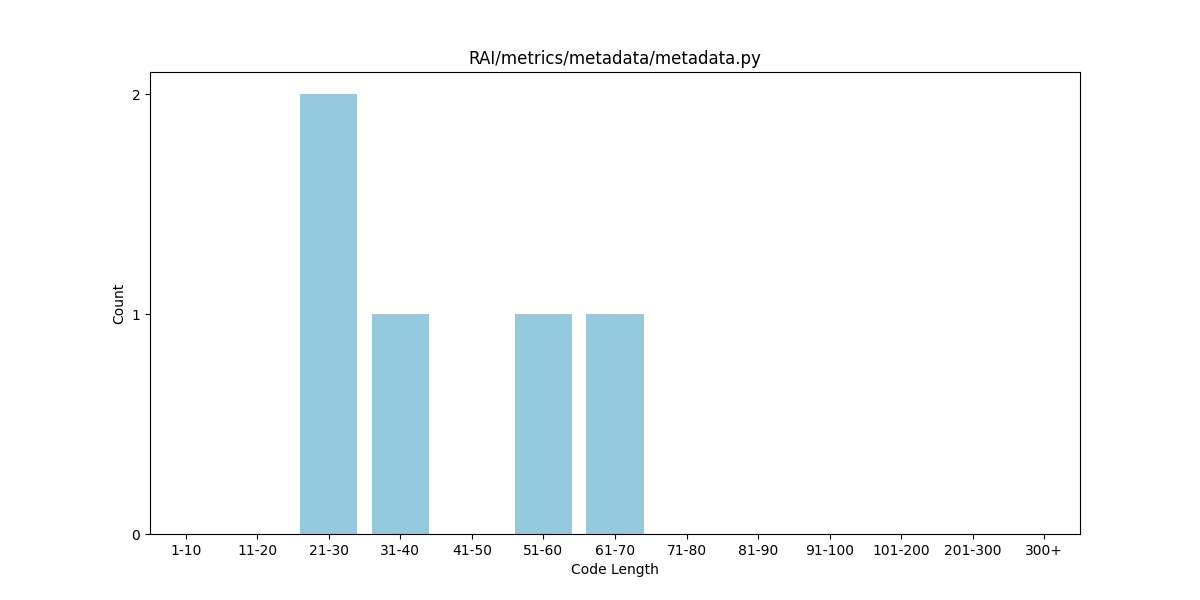 RAI/metrics/metadata/metadata.py
2
1
0
Count
1-10 11-20 21-30 31-40 41-50 51-60 61-70 71-80 81-90 91-100 101-200 201-300 300+
Code Length